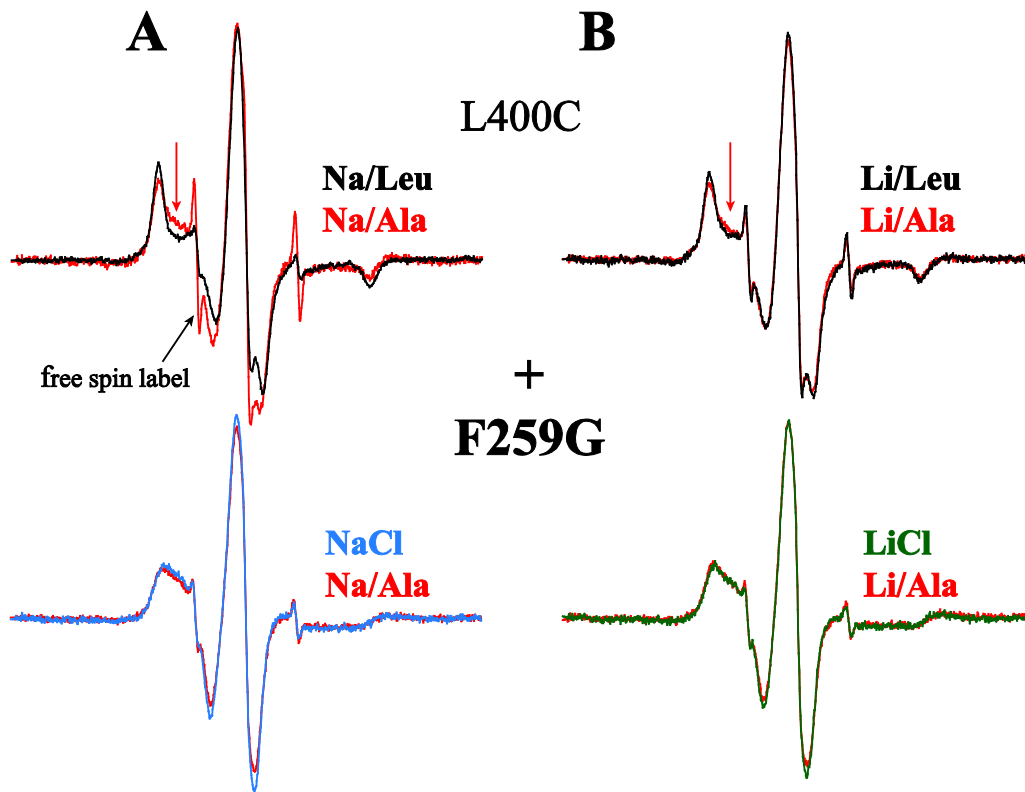 A
B
L400C
Na/Leu
Na/Ala
Li/Leu
Li/Ala
free spin label
+
F259G
NaCl
Na/Ala
LiCl
Li/Ala